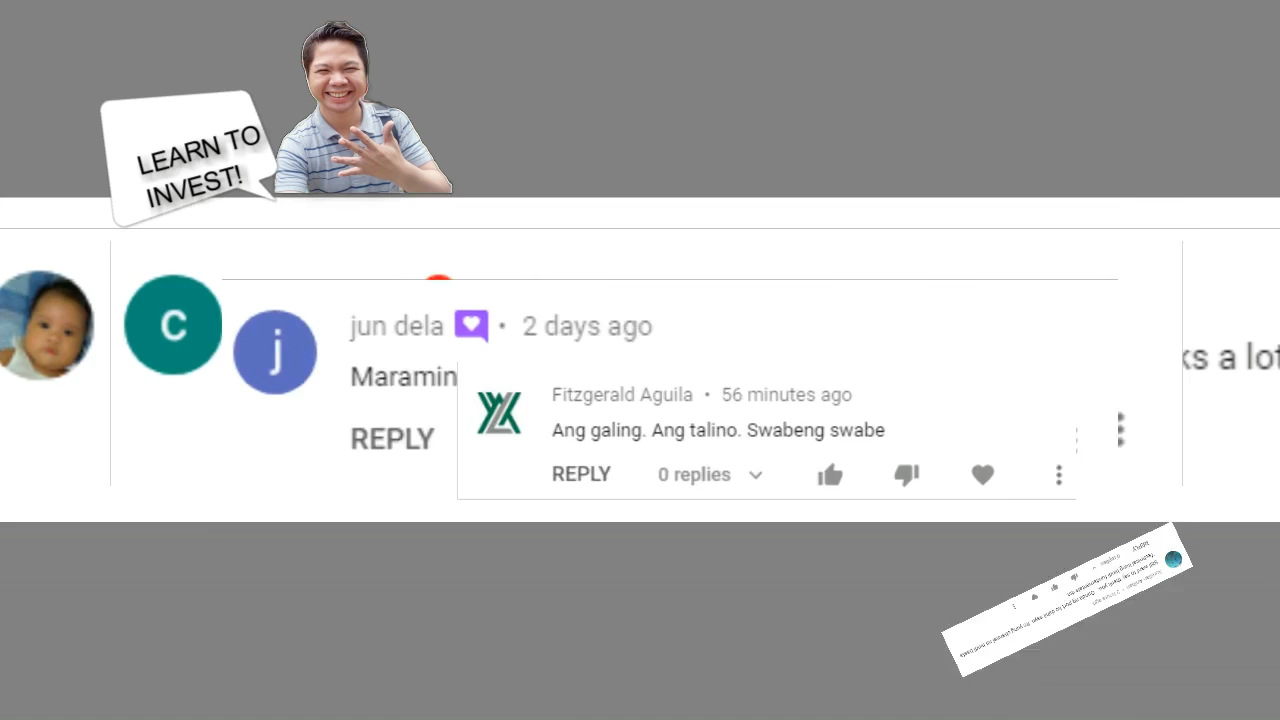 LEARN TO
INVEST!
C
j
jun dela • 2 days ago
Maramin
REPLY
Fitzgerald Aguila • 56 minutes ago
Ang galing. Ang talino. Swabeng swabe
REPLY 0 replies
ks a lot